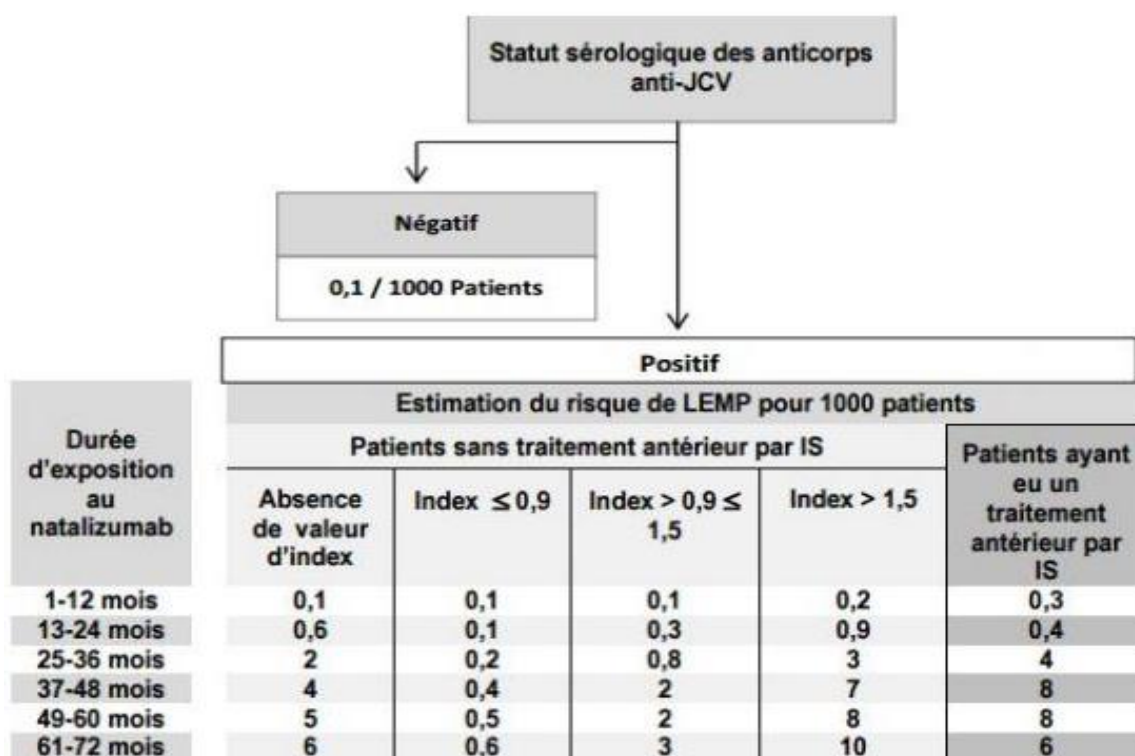 Statut sérologique des anticorps
anti-JCV
Négatif
0,1 / 1000 Patients
Positif
Estimation du risque de LEMP pour 1000 patients
Durée
d'exposition
au
natalizumab
Patients sans traitement antérieur par IS
Patients ayant
eu un
traitement
antérieur par
IS
Absence
de valeur
d'index
Index ≤ 0,9
Index > 0,9 ≤
1,5
Index > 1,5
1-12 mois 0,1 0,1 0,1 0,2 0,3
13-24 mois 0,6 0,1 0,3 0,9 0,4
25-36 mois 2 0,2 0,8 3 4
37-48 mois 4 0,4 2 7 8
49-60 mois 5 0,5 2 8 8
61-72 mois 6 0,6 3 10 6